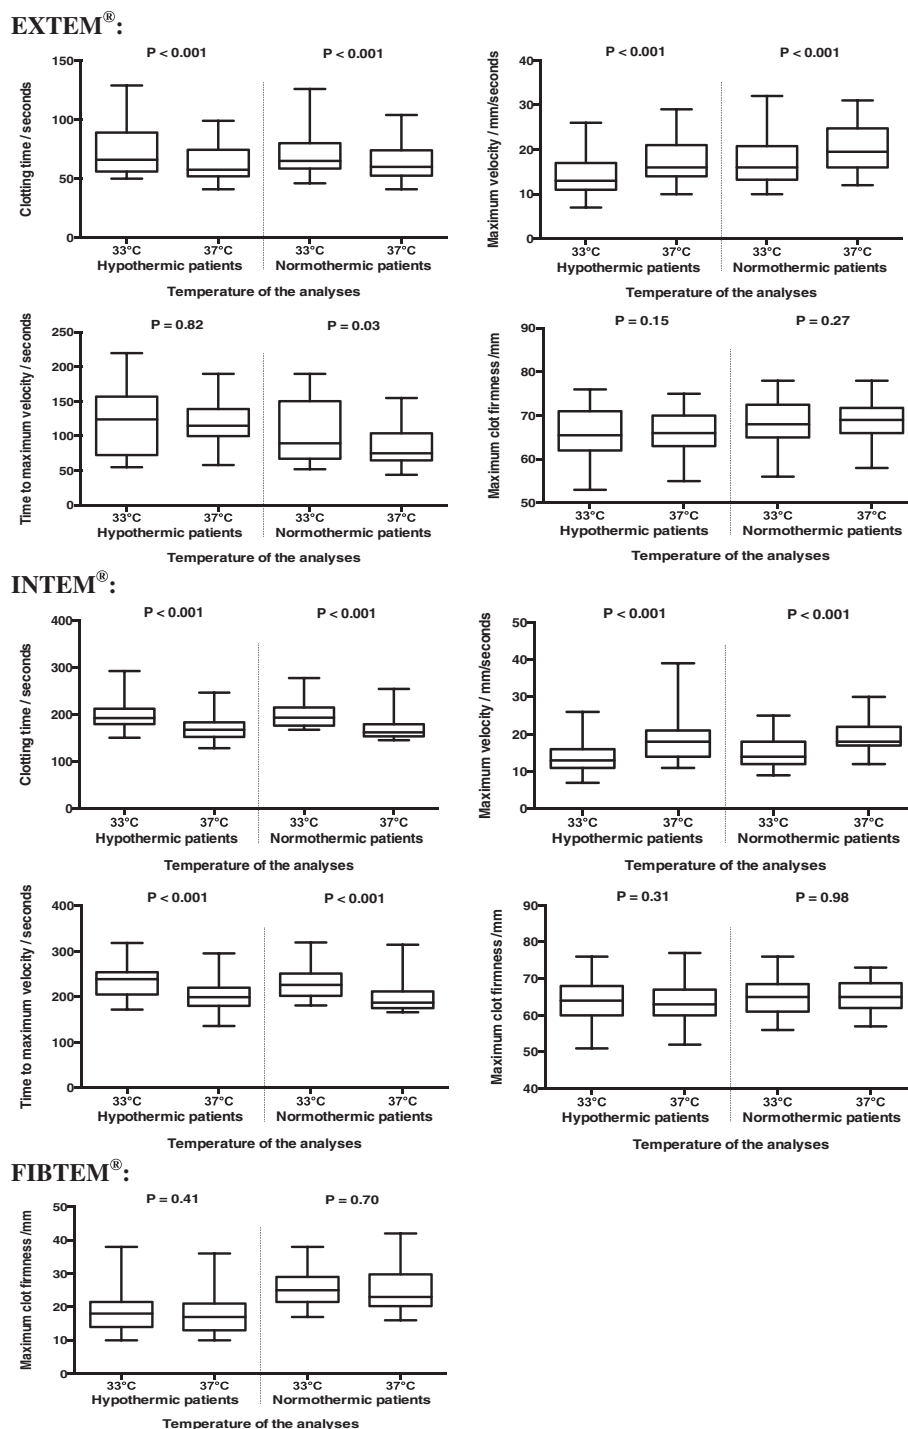 EXTEM®:
P < 0.001 P < 0.001
Clotting time / seconds
150
100
50
0
33°C 37°C 33°C 37°C
Hypothermic patients Normothermic patients
Temperature of the analyses
P < 0.001 P < 0.001
Maximum velocity / mm/seconds
40
30
20
10
0
33°C 37°C 33°C 37°C
Hypothermic patients Normothermic patients
Temperature of the analyses
P = 0.82 P = 0.03
Time to maximum velocity / seconds
250
200
150
100
50
0
33°C 37°C 33°C 37°C
Hypothermic patients Normothermic patients
Temperature of the analyses
P = 0.15 P = 0.27
Maximum clot firmness /mm
90
80
70
60
50
33°C 37°C 33°C 37°C
Hypothermic patients Normothermic patients
Temperature of the analyses
INTEM®:
P < 0.001 P < 0.001
Clotting time / seconds
400
300
200
100
0
33°C 37°C 33°C 37°C
Hypothermic patients Normothermic patients
Temperature of the analyses
P < 0.001 P < 0.001
Maximum velocity / mm/seconds
50
40
30
20
10
0
33°C 37°C 33°C 37°C
Hypothermic patients Normothermic patients
Temperature of the analyses
P < 0.001 P < 0.001
Time to maximum velocity / seconds
400
300
200
100
0
33°C 37°C 33°C 37°C
Hypothermic patients Normothermic patients
Temperature of the analyses
P = 0.31 P = 0.98
Maximum clot firmness /mm
90
80
70
60
50
40
33°C 37°C 33°C 37°C
Hypothermic patients Normothermic patients
Temperature of the analyses
FIBTEM®:
P = 0.41 P = 0.70
Maximum clot firmness /mm
50
40
30
20
10
0
33°C 37°C 33°C 37°C
Hypothermic patients Normothermic patients
Temperature of the analyses